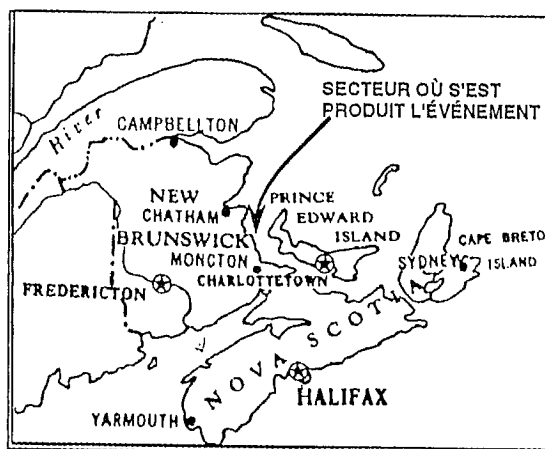 SECTEUR OÙ S'EST
PRODUIT L'ÉVÉNEMENT
River
CAMPBELLTON
NEW
CHATHAM
BRUNSWICK
MONCTON
PRINCE
EDWARD
ISLAND
CHARLOTTETOWN
FREDERICTON
CAPE BRETO
SYDNEY
ISLAND
NOVA SCOTIA
HALIFAX
YARMOUTH